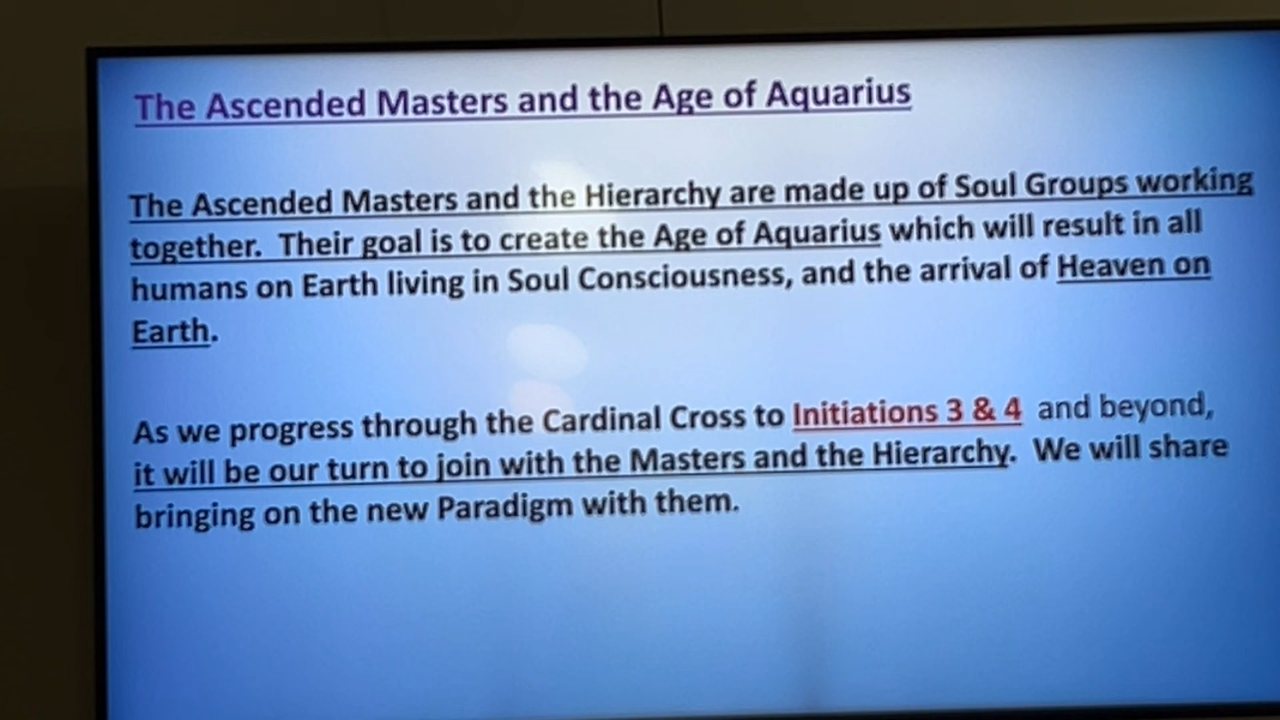 The Ascended Masters and the Age of Aquarius
The Ascended Masters and the Hierarchy are made up of Soul Groups working
together. Their goal is to create the Age of Aquarius which will result in all
humans on Earth living in Soul Consciousness, and the arrival of Heaven on
Earth.
As we progress through the Cardinal Cross to Initiations 3 & 4 and beyond,
it will be our turn to join with the Masters and the Hierarchy. We will share
bringing on the new Paradigm with them.